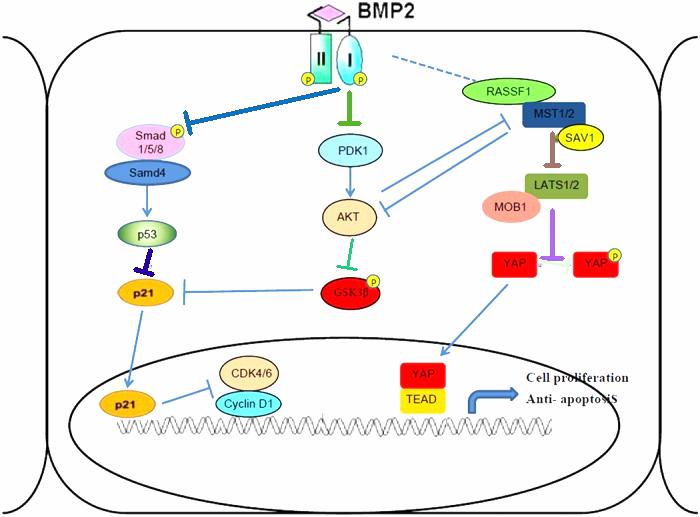 BMP2
II
I
P
P
RASSF1
MST1/2
SAV1
Smad
1/5/8
P
Samd4
PDK1
LATS1/2
MOB1
AKT
p53
YAP
YAP
P
p21
GSK3β
P
CDK4/6
Cyclin D1
p21
YAP
TEAD
Cell proliferation
Anti- apoptosiS